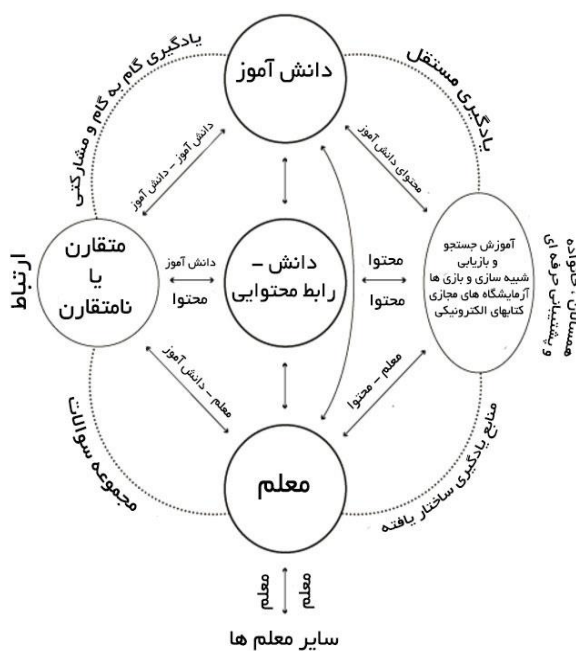 یادگیری گام به گام و مشارکتی
دانش آموز
یادگیری مستقل
دانش آموز – دانش آموز
محتوای دانش آموز
ارتباط
متقارن
یا
نامتقارن
دانش آموز
محتوا
دانش –
رابط محتوایی
محتوا
محتوا
آموزش جستجو
و بازیابی
شبیه سازی و بازی ها
آزمایشگاه های مجازی
کتابهای الکترونیکی
همسالان، خانواده
و پشتیبانی حرفه ای
معلم – دانش آموز
معلم – محتوا
مجموعه سوالات
معلم
منابع یادگیری ساختار یافته
معلم
معلم
سایر معلم ها